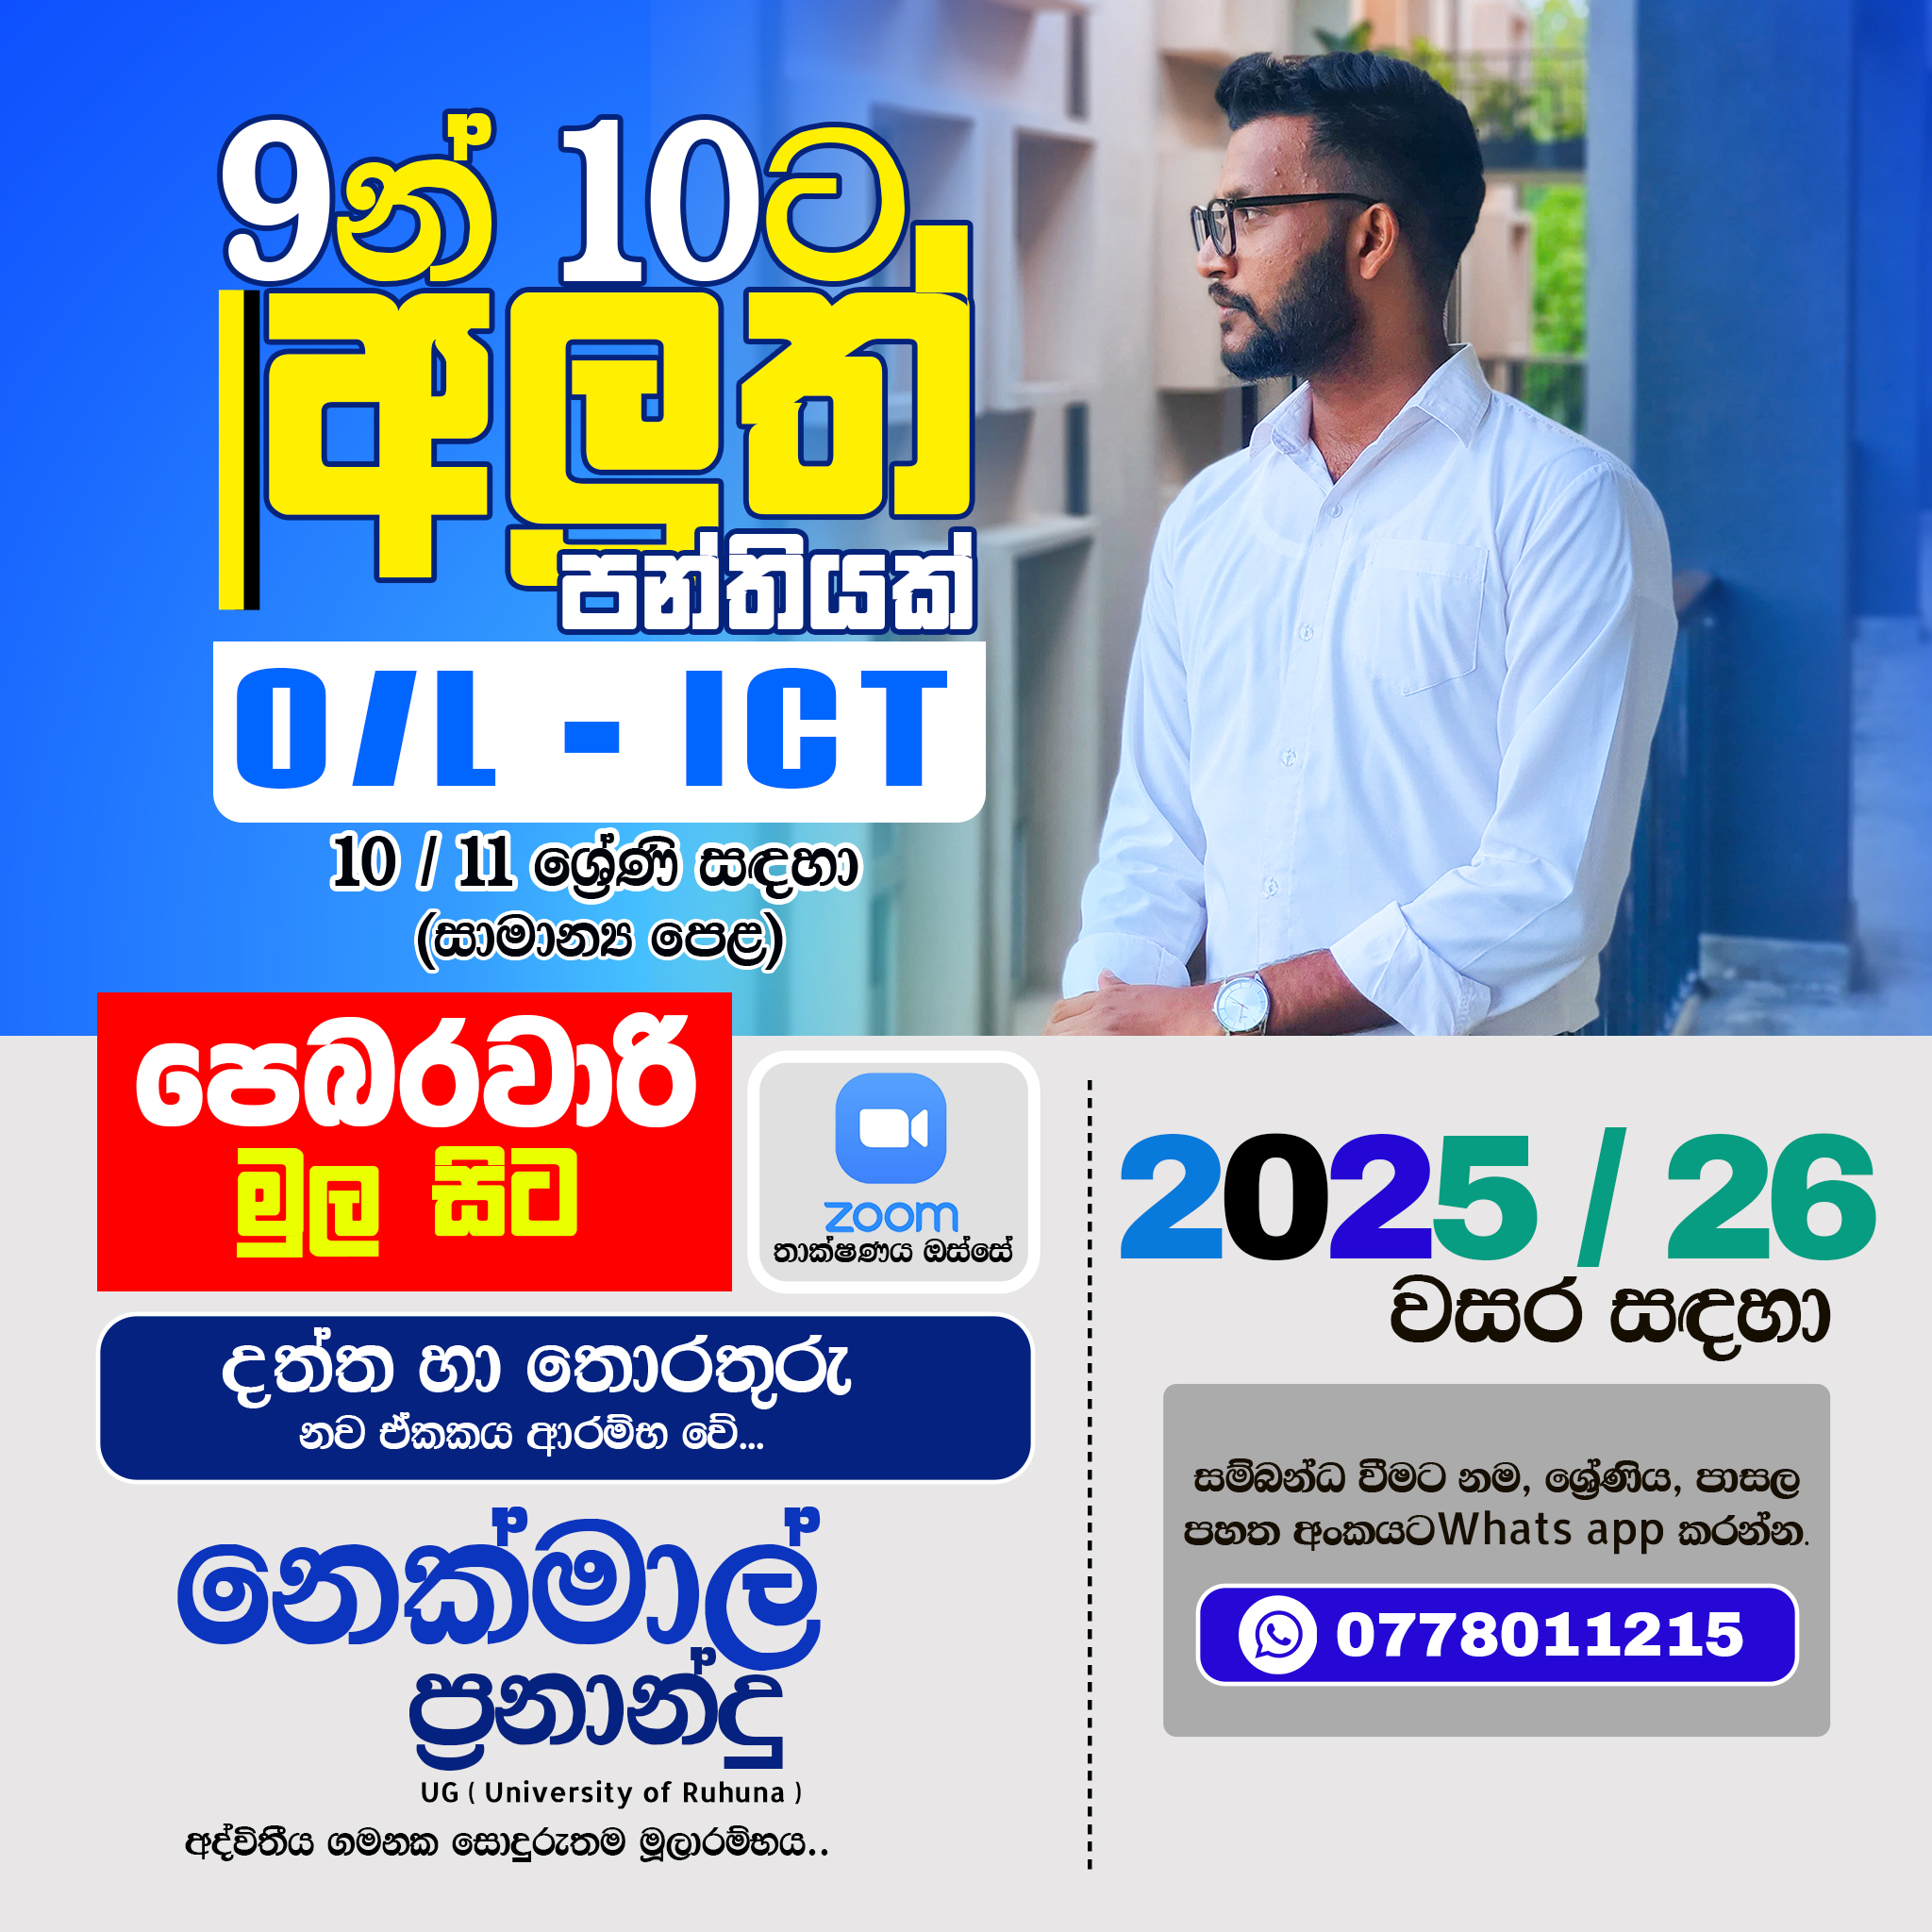 9න් 10ට
අලුත්
පන්තියක්
O/L - ICT
10 / 11 ශ්‍රේණි සඳහා
(සාමාන්‍ය පෙළ)
පෙබරවාරි
මුල සිට
zoom
තාක්ෂණය ඔස්සේ
දත්ත හා තොරතුරු
නව ඒකකය ආරම්භ වේ...
නෙක්මාල්
ප්‍රනාන්දු
UG ( University of Ruhuna )
අද්විතීය ගමනක සොඳුරුතම මූලාරම්භය..
2025 / 26
වසර සඳහා
සම්බන්ධ වීමට නම, ශ්‍රේණිය, පාසල
පහත අංකයටWhats app කරන්න.
0778011215